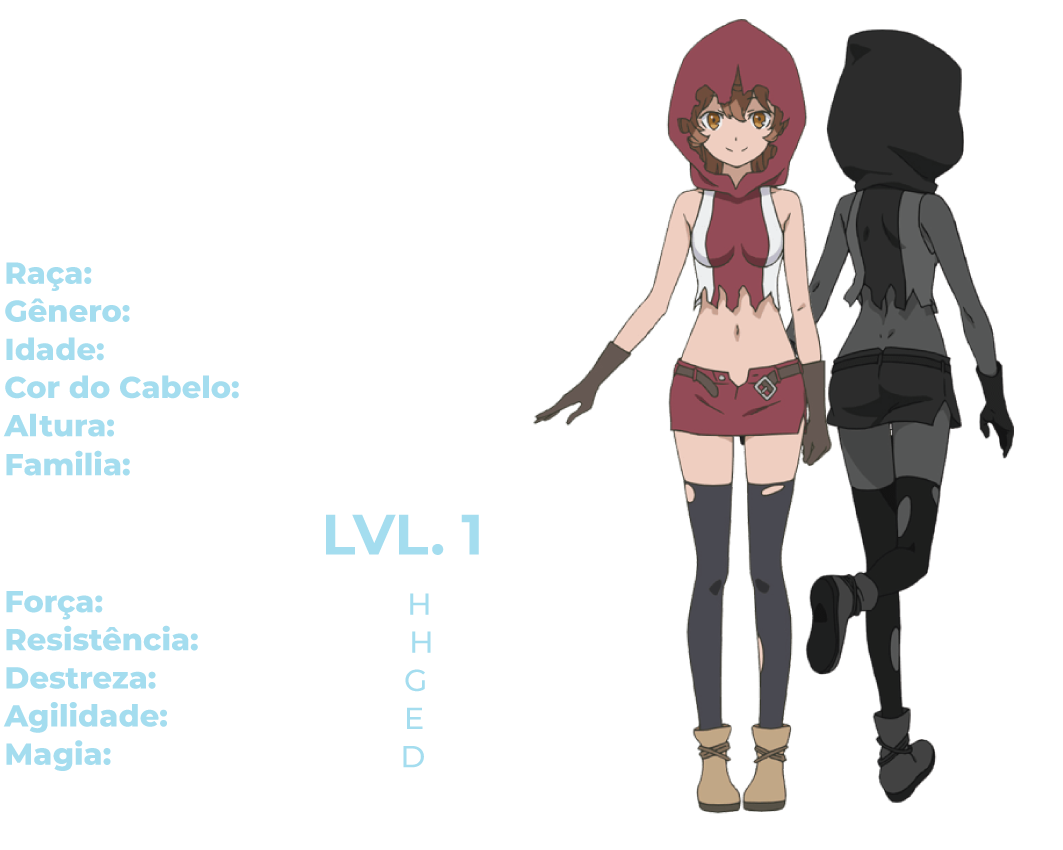 Raça:
Gênero:
Idade:
Cor do Cabelo:
Altura:
Familia:
LVL. 1
Força: H
Resistência: H
Destreza: G
Agilidade: E
Magia: D